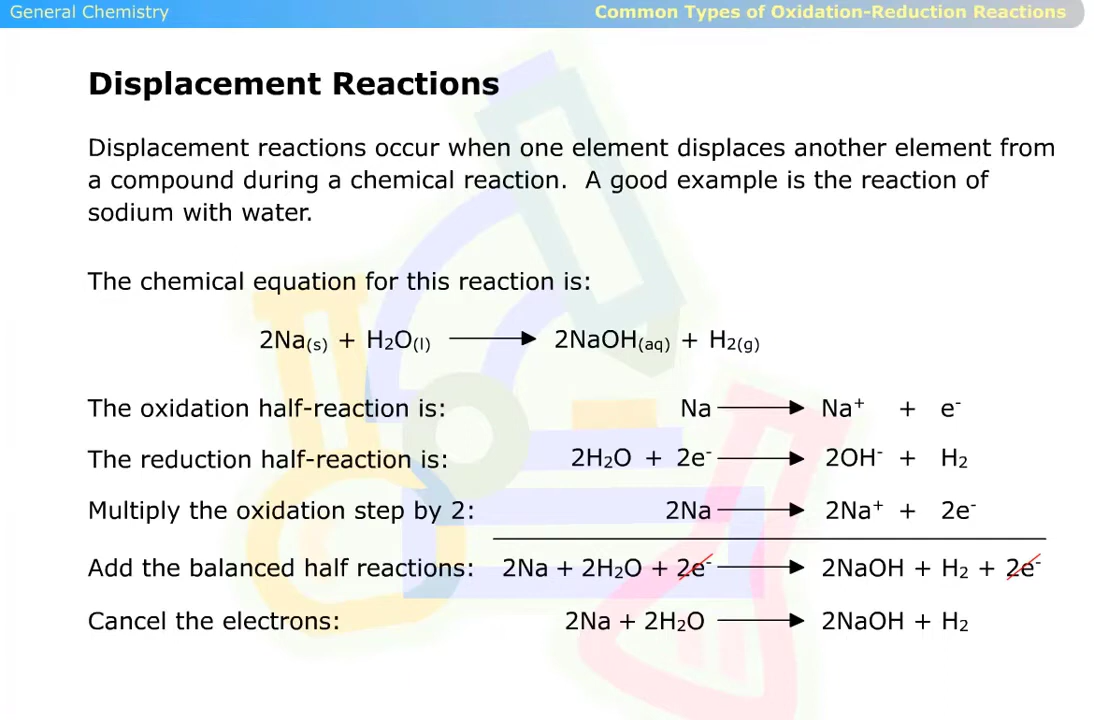 General Chemistry
Common Types of Oxidation-Reduction Reactions
Displacement Reactions
Displacement reactions occur when one element displaces another element from
a compound during a chemical reaction.  A good example is the reaction of
sodium with water.
The chemical equation for this reaction is:
2Na(s) + H₂O(l) ⟶ 2NaOH(aq) + H₂(g)
The oxidation half-reaction is: Na ⟶ Na⁺ + e⁻
The reduction half-reaction is: 2H₂O + 2e⁻ ⟶ 2OH⁻ + H₂
Multiply the oxidation step by 2: 2Na ⟶ 2Na⁺ + 2e⁻
Add the balanced half reactions: 2Na + 2H₂O + 2e⁻ ⟶ 2NaOH + H₂ + 2e⁻
Cancel the electrons: 2Na + 2H₂O ⟶ 2NaOH + H₂